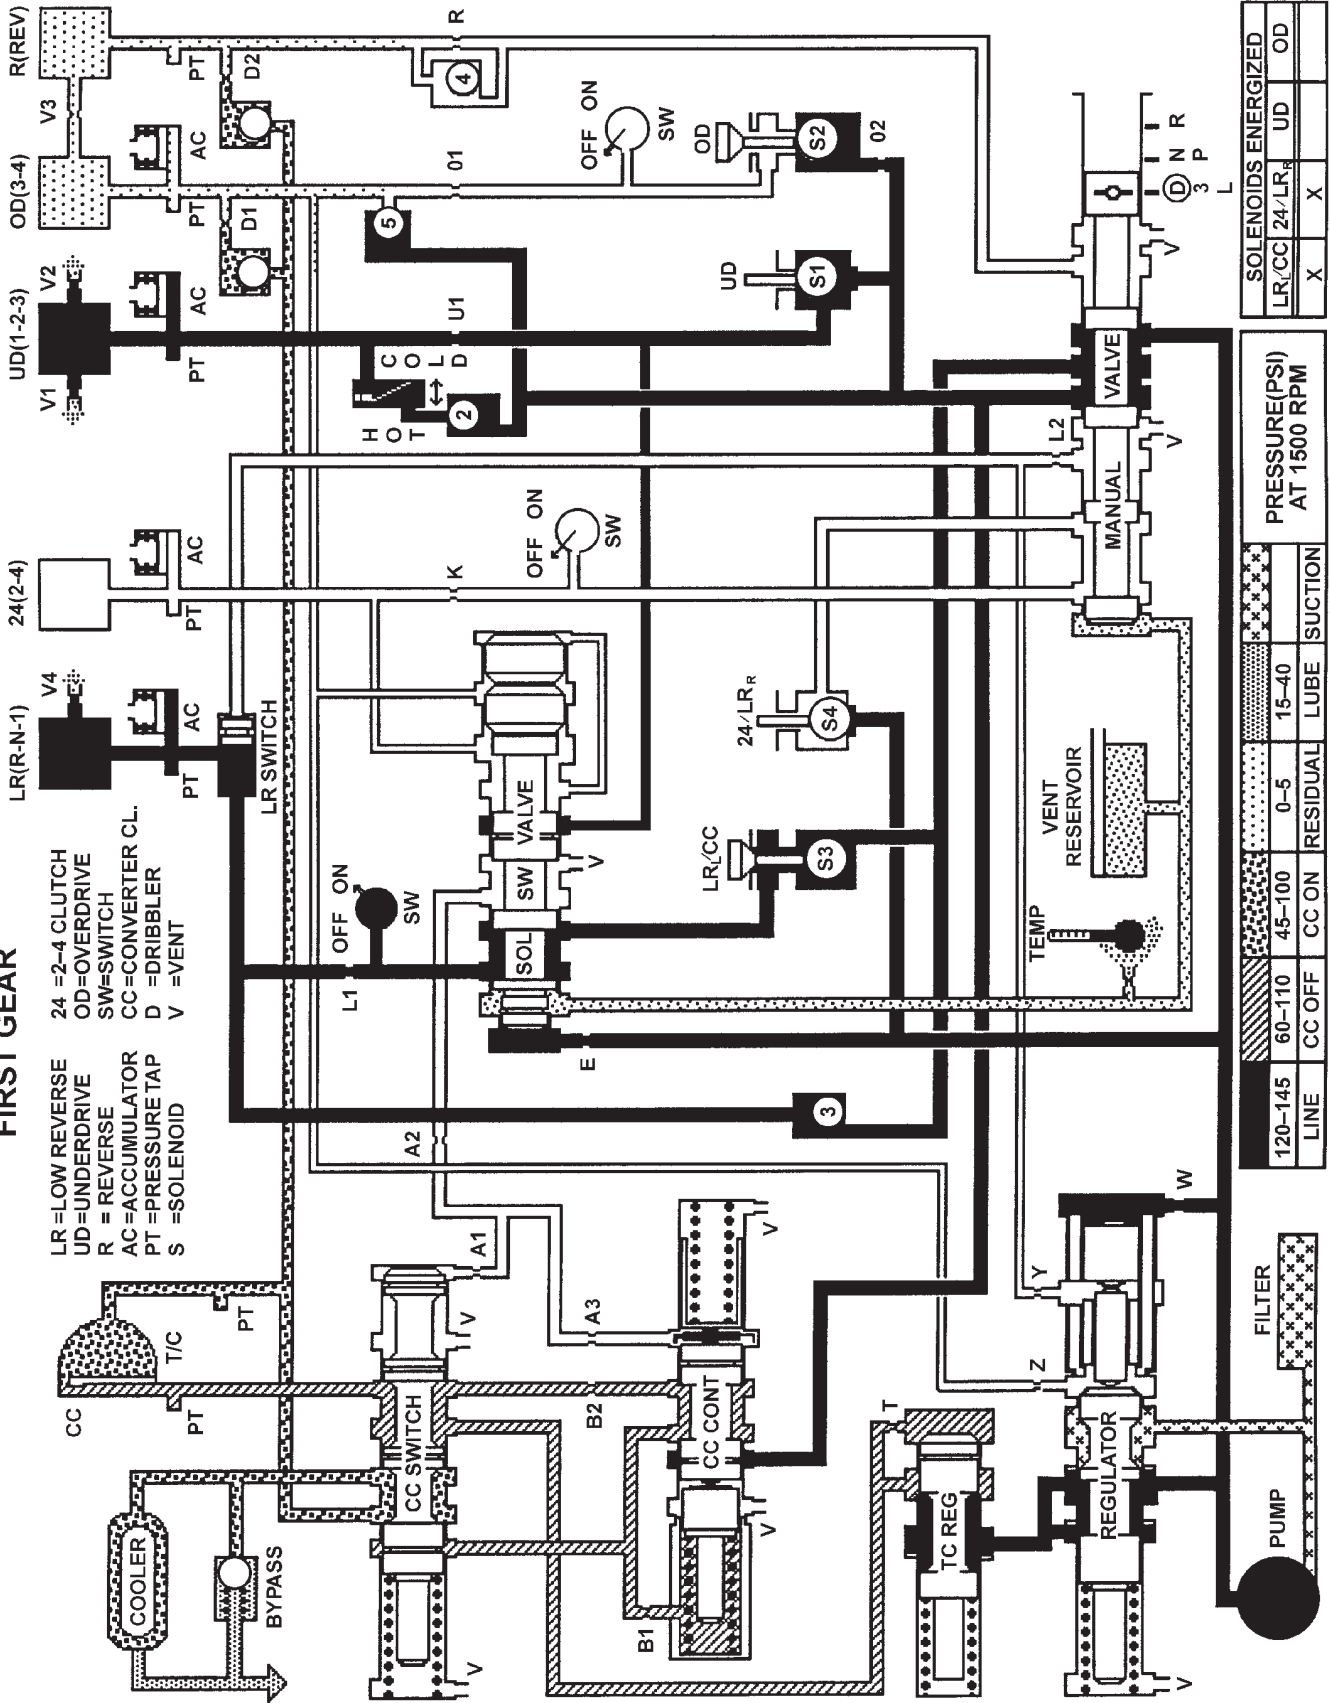 FIRST GEAR
LR =LOW REVERSE
UD=UNDERDRIVE
R = REVERSE
AC=ACCUMULATOR
PT =PRESSURE TAP
S =SOLENOID
24 =2–4 CLUTCH
OD=OVERDRIVE
SW=SWITCH
CC=CONVERTER CL.
D =DRIBBLER
V =VENT
LR(R-N-1)
24(2-4)
UD(1-2-3)
OD(3-4)
R(REV)
V4
V1
V2
V3
PT
AC
PT
AC
PT
AC
PT
AC
PT
D1
D2
R
4
5
01
U1
K
LR SWITCH
COLD
HOT
2
OFF ON
SW
OFF ON
SW
OFF ON
SW
L1
A2
UD
S1
OD
S2
02
24/LRR
S4
LRL/CC
S3
SOL
SW
VALVE
V
E
3
COOLER
BYPASS
CC
T/C
PT
PT
CC SWITCH
V
V
A1
A3
B2
B1
CC CONT
V
V
T
TC REG
REGULATOR
V
Z
Y
W
PUMP
FILTER
TEMP
VENT
RESERVOIR
MANUAL
VALVE
L2
V
V
D N R
3 P
L
120–145
60–110
45–100
0–5
15–40
LINE
CC OFF
CC ON
RESIDUAL
LUBE
SUCTION
PRESSURE(PSI)
AT 1500 RPM
SOLENOIDS ENERGIZED
LRL/CC 24/LRR UD OD
X X